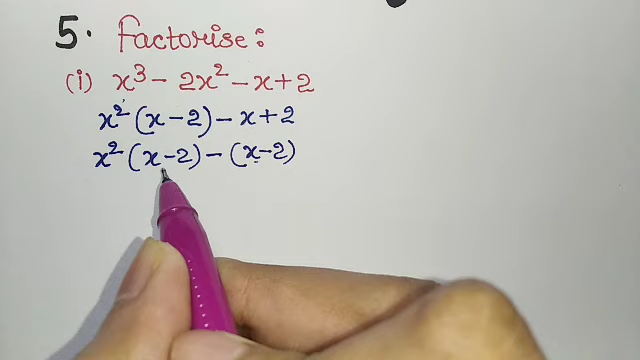 5. Factorise:
(i) x³ - 2x² - x + 2
x² (x - 2) - x + 2
x² (x - 2) - (x - 2)